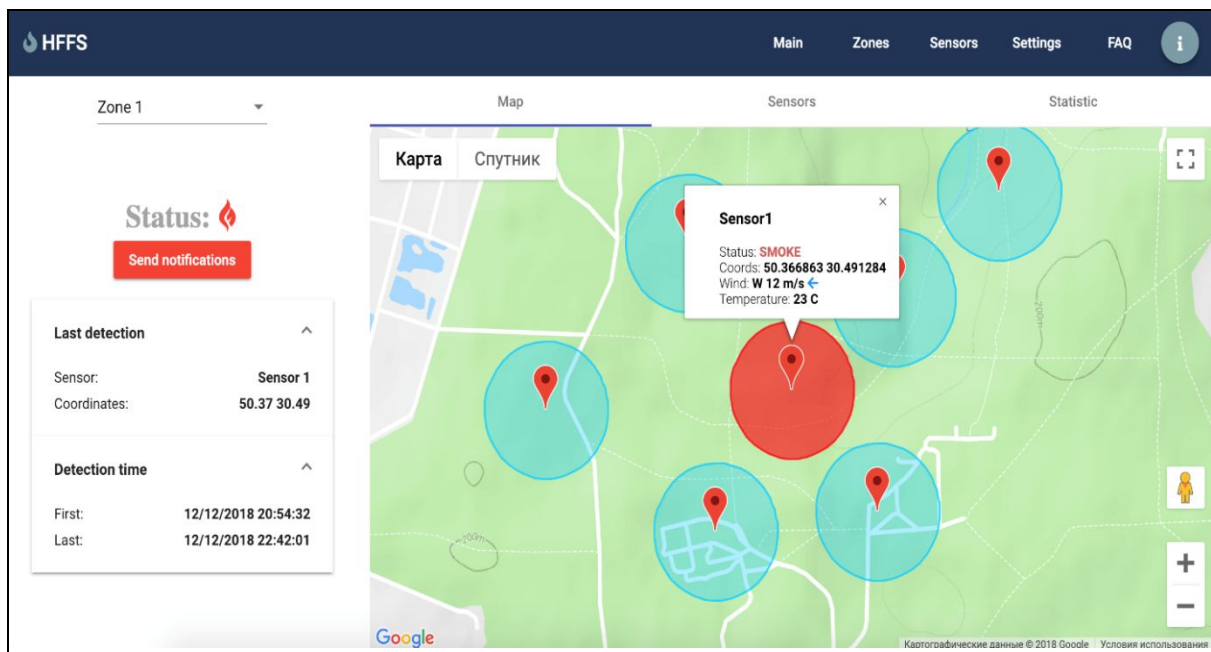 HFFS
Main Zones Sensors Settings FAQ i
Zone 1
Map Sensors Statistic
Status:
Send notifications
Last detection
Sensor: Sensor 1
Coordinates: 50.37 30.49
Detection time
First: 12/12/2018 20:54:32
Last: 12/12/2018 22:42:01
Карта Спутник
Sensor1
×
Status: SMOKE
Coords: 50.366863 30.491284
Wind: W 12 m/s ←
Temperature: 23 C
200m
200m
+
−
Google
Картографические данные © 2018 Google Условия использования